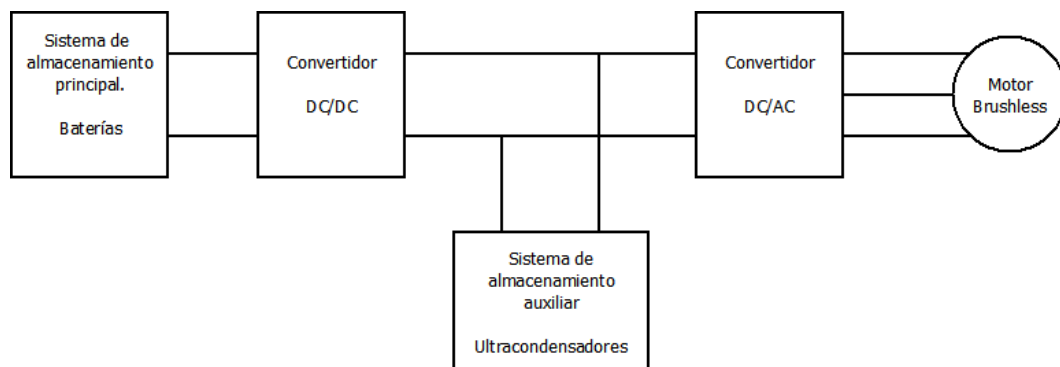 Sistema de
almacenamiento
principal.
Baterías
Convertidor
DC/DC
Convertidor
DC/AC
Motor
Brushless
Sistema de
almacenamiento
auxiliar
Ultracondensadores